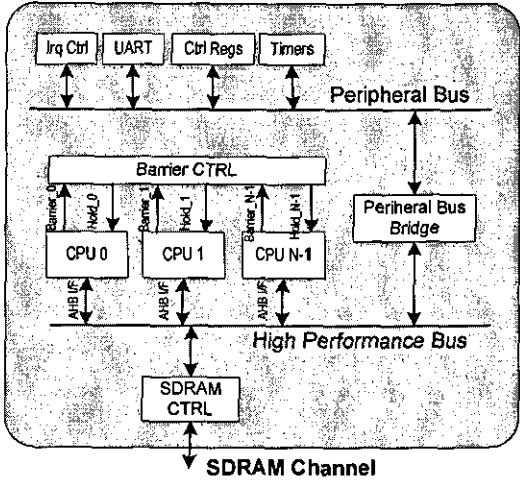 Irq Ctrl
UART
Ctrl Regs
Timers
Peripheral Bus
Barrier CTRL
Barrier_0
Hold_0
Barrier_1
Hold_1
Barrier_N-1
Hold_N-1
CPU 0
CPU 1
CPU N-1
Periheral Bus
Bridge
AHB I/F
AHB I/F
AHB I/F
High Performance Bus
SDRAM
CTRL
SDRAM Channel